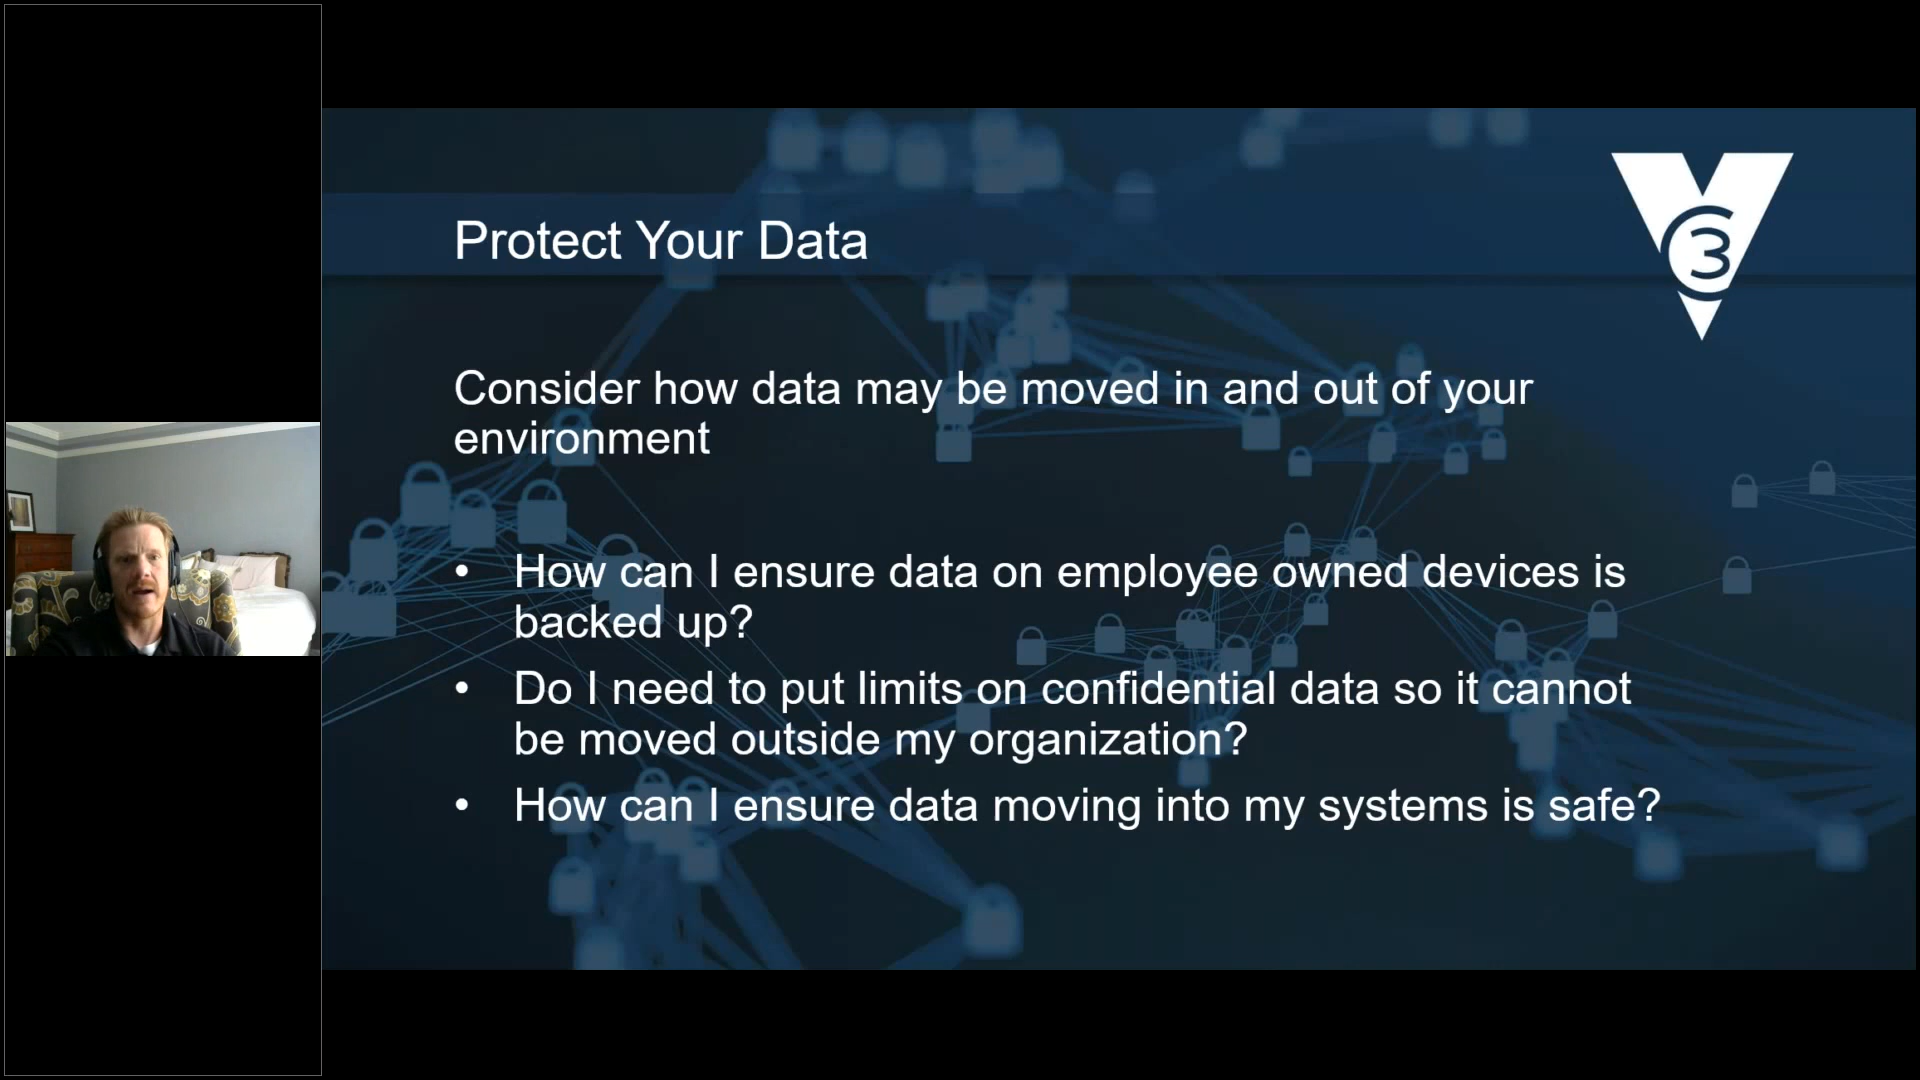 Protect Your Data
3
Consider how data may be moved in and out of your
environment
• How can I ensure data on employee owned devices is
backed up?
• Do I need to put limits on confidential data so it cannot
be moved outside my organization?
• How can I ensure data moving into my systems is safe?